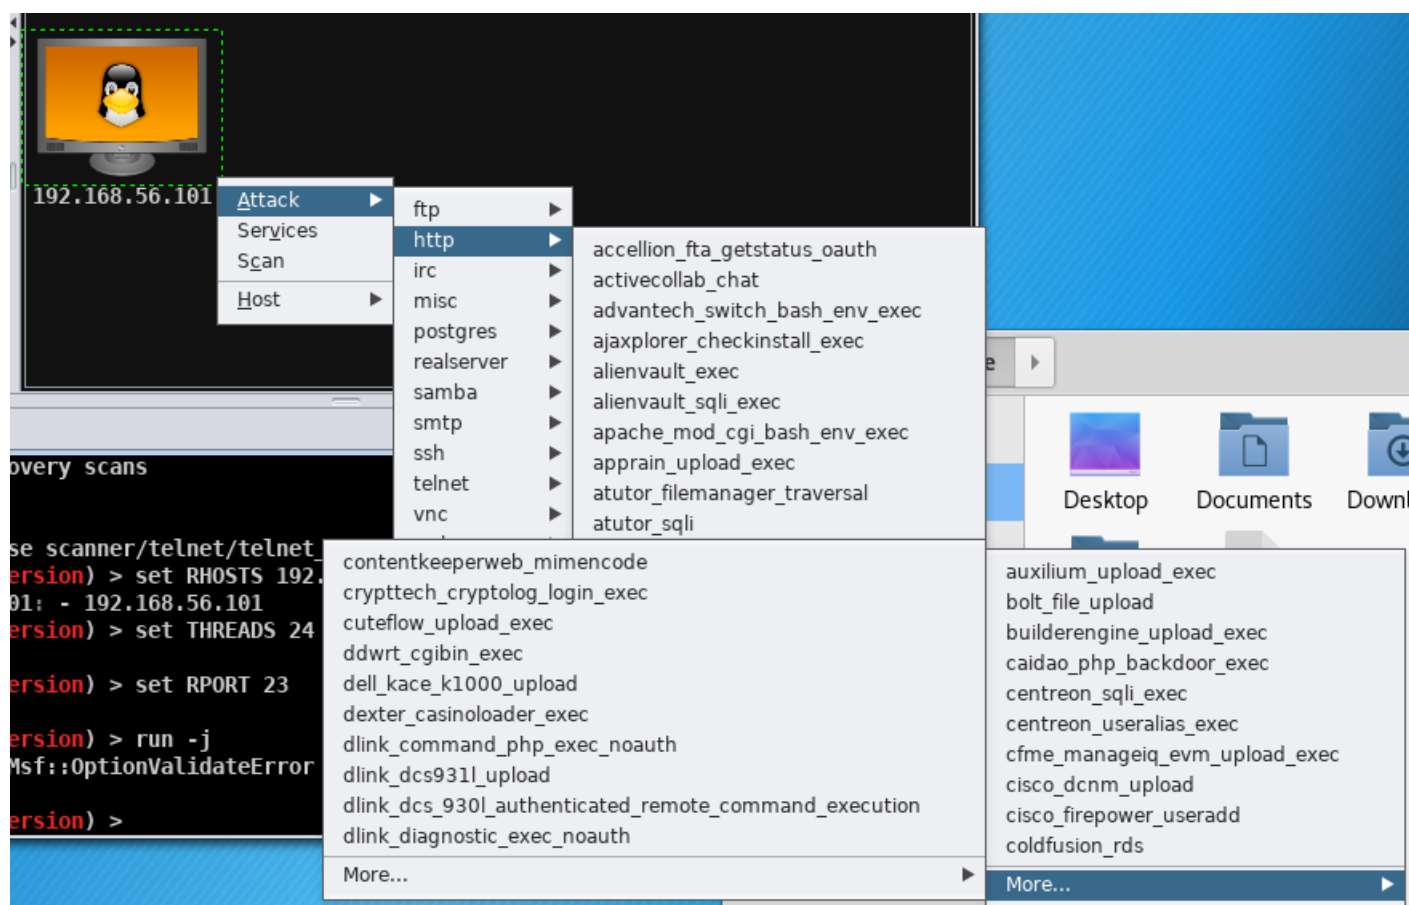 192.168.56.101
Attack
Services
Scan
Host
ftp
http
irc
misc
postgres
realserver
samba
smtp
ssh
telnet
vnc
accellion_fta_getstatus_oauth
activecollab_chat
advantech_switch_bash_env_exec
ajaxplorer_checkinstall_exec
alienvault_exec
alienvault_sqli_exec
apache_mod_cgi_bash_env_exec
apprain_upload_exec
atutor_filemanager_traversal
atutor_sqli
auxilium_upload_exec
bolt_file_upload
builderengine_upload_exec
caidao_php_backdoor_exec
centreon_sqli_exec
centreon_useralias_exec
cfme_manageiq_evm_upload_exec
cisco_dcnm_upload
cisco_firepower_useradd
coldfusion_rds
More...
contentkeeperweb_mimencode
crypttech_cryptolog_login_exec
cuteflow_upload_exec
ddwrt_cgibin_exec
dell_kace_k1000_upload
dexter_casinoloader_exec
dlink_command_php_exec_noauth
dlink_dcs931l_upload
dlink_dcs_930l_authenticated_remote_command_execution
dlink_diagnostic_exec_noauth
More...
overy scans
se scanner/telnet/telnet_
ersion) > set RHOSTS 192.
01: - 192.168.56.101
ersion) > set THREADS 24
ersion) > set RPORT 23
ersion) > run -j
Msf::OptionValidateError
ersion) >
e
Desktop
Documents
Downl